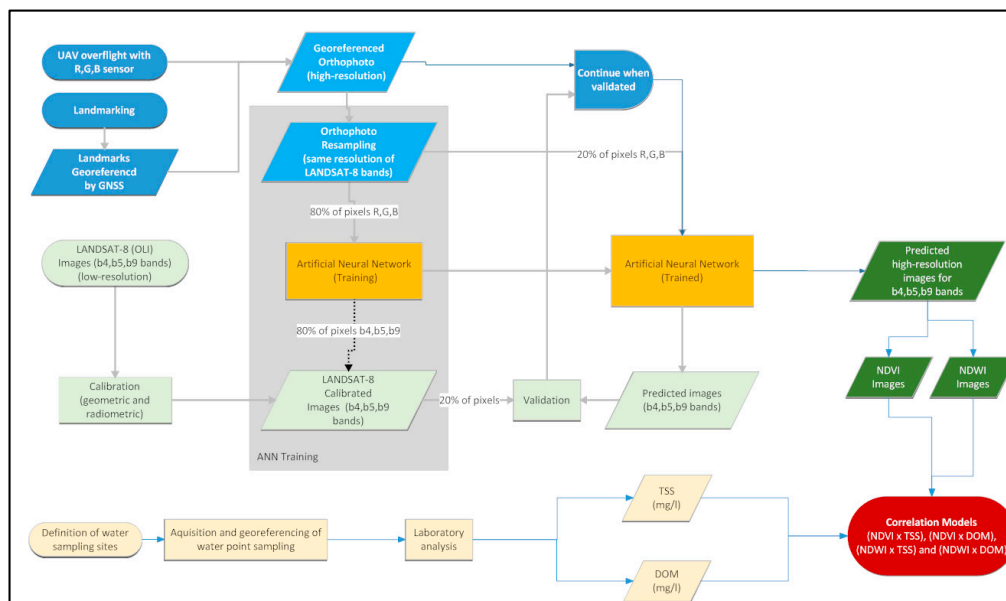 UAV overflight with
R,G,B sensor
Georeferenced
Orthophoto
(high-resolution)
Continue when
validated
Landmarking
Landmarks
Georeferencd
by GNSS
Orthophoto
Resampling
(same resolution of
LANDSAT-8 bands)
20% of pixels R,G,B
80% of pixels R,G,B
LANDSAT-8 (OLI)
Images (b4,b5,b9 bands)
(low-resolution)
Artificial Neural Network
(Training)
Artificial Neural Network
(Trained)
Predicted
high-resolution
images for
b4,b5,b9 bands
80% of pixels b4,b5,b9
NDVI
Images
NDWI
Images
Calibration
(geometric and
radiometric)
LANDSAT-8
Calibrated
Images (b4,b5,b9
bands)
20% of pixels
Validation
Predicted images
(b4,b5,b9 bands)
ANN Training
TSS
(mg/l)
Definition of water
sampling sites
Aquisition and georeferencing of
water point sampling
Laboratory
analysis
DOM
(mg/l)
Correlation Models
(NDVI x TSS), (NDVI x DOM),
(NDWI x TSS) and (NDWI x DOM)